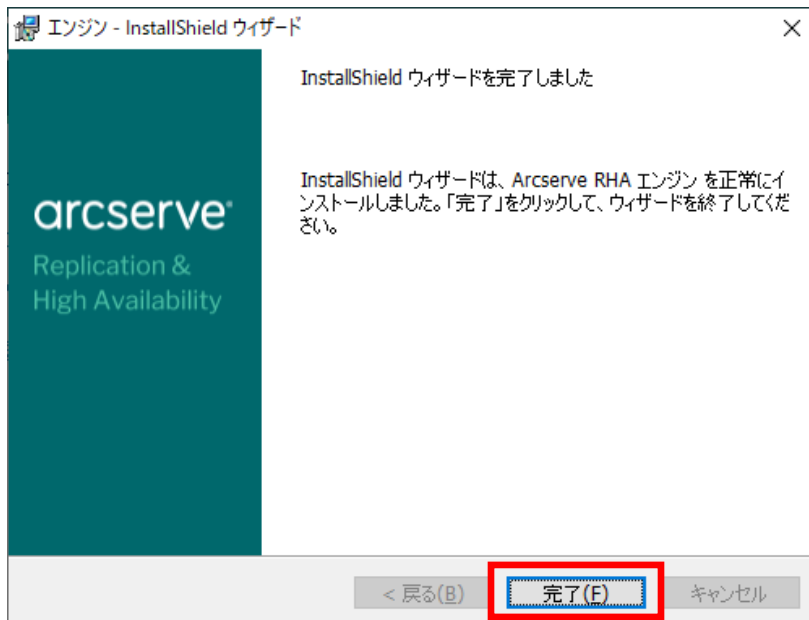 エンジン - InstallShield ウィザード
InstallShield ウィザードを完了しました
InstallShield ウィザードは、Arcserve RHA エンジン を正常にイ
ンストールしました。「完了」をクリックして、ウィザードを終了してくだ
さい。
arcserve®
Replication &
High Availability
< 戻る(B)
完了(F)
キャンセル